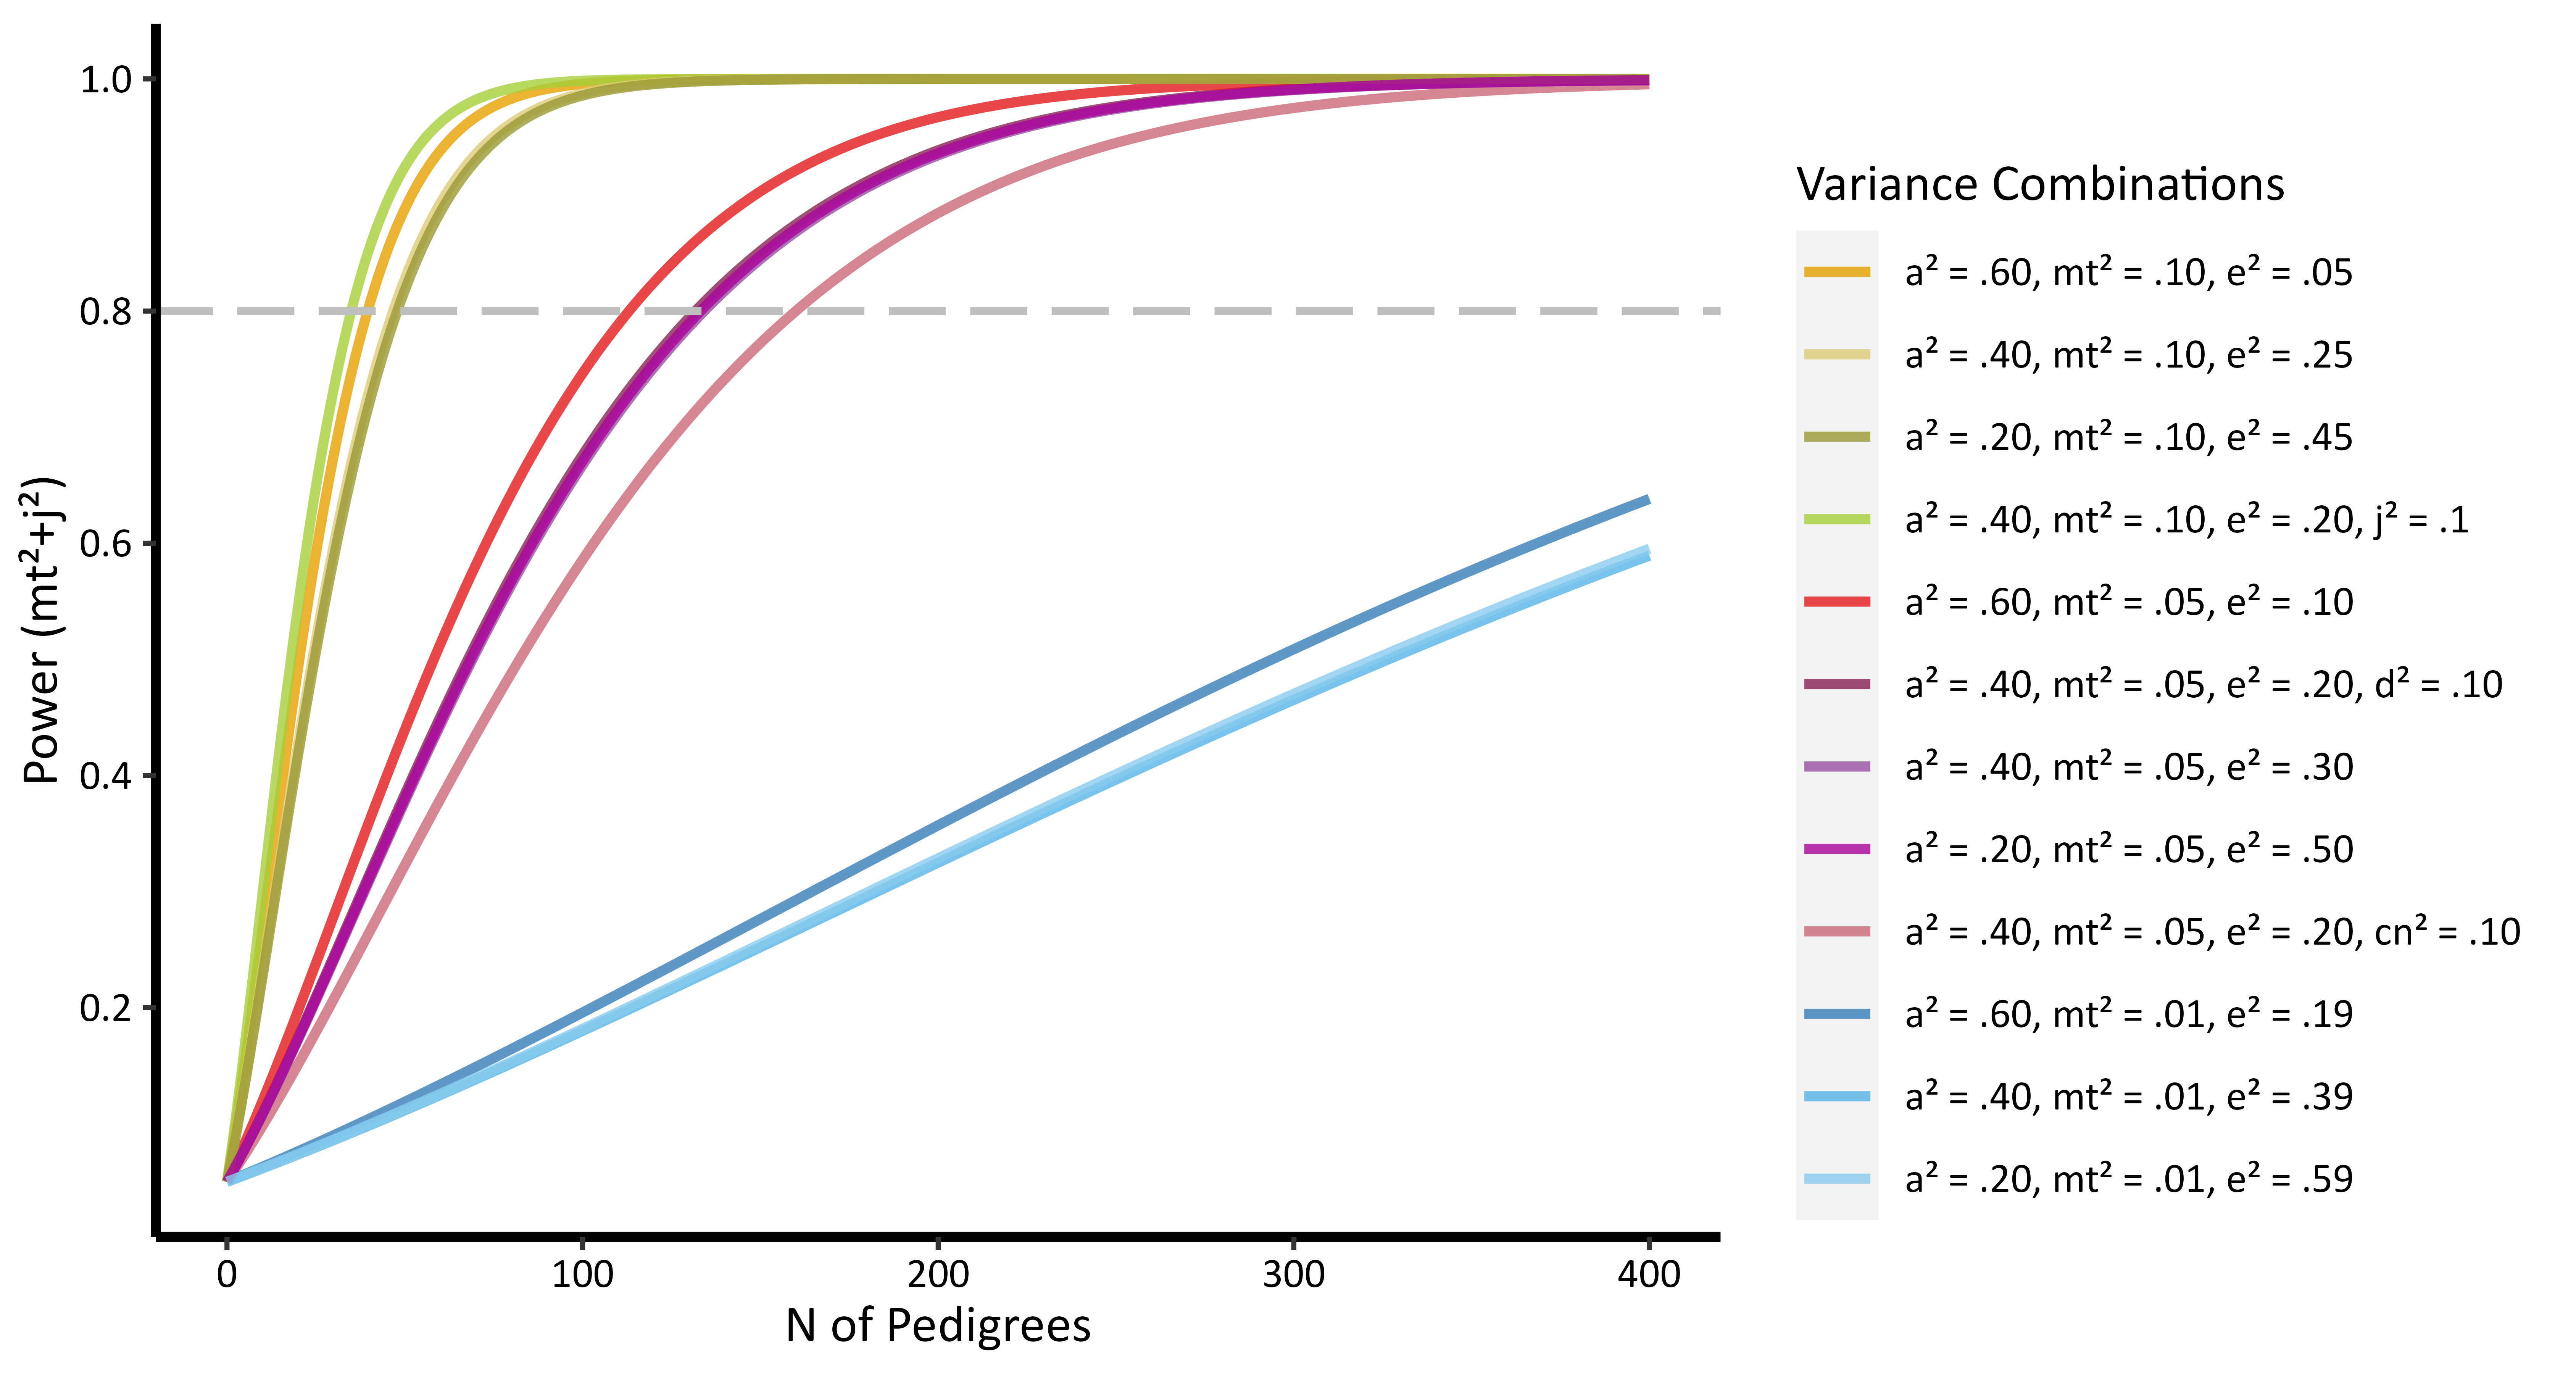 Power (mt²+j²)
1.0
0.8
0.6
0.4
0.2
0
100
200
300
400
N of Pedigrees
Variance Combinations
a² = .60, mt² = .10, e² = .05
a² = .40, mt² = .10, e² = .25
a² = .20, mt² = .10, e² = .45
a² = .40, mt² = .10, e² = .20, j² = .1
a² = .60, mt² = .05, e² = .10
a² = .40, mt² = .05, e² = .20, d² = .10
a² = .40, mt² = .05, e² = .30
a² = .20, mt² = .05, e² = .50
a² = .40, mt² = .05, e² = .20, cn² = .10
a² = .60, mt² = .01, e² = .19
a² = .40, mt² = .01, e² = .39
a² = .20, mt² = .01, e² = .59